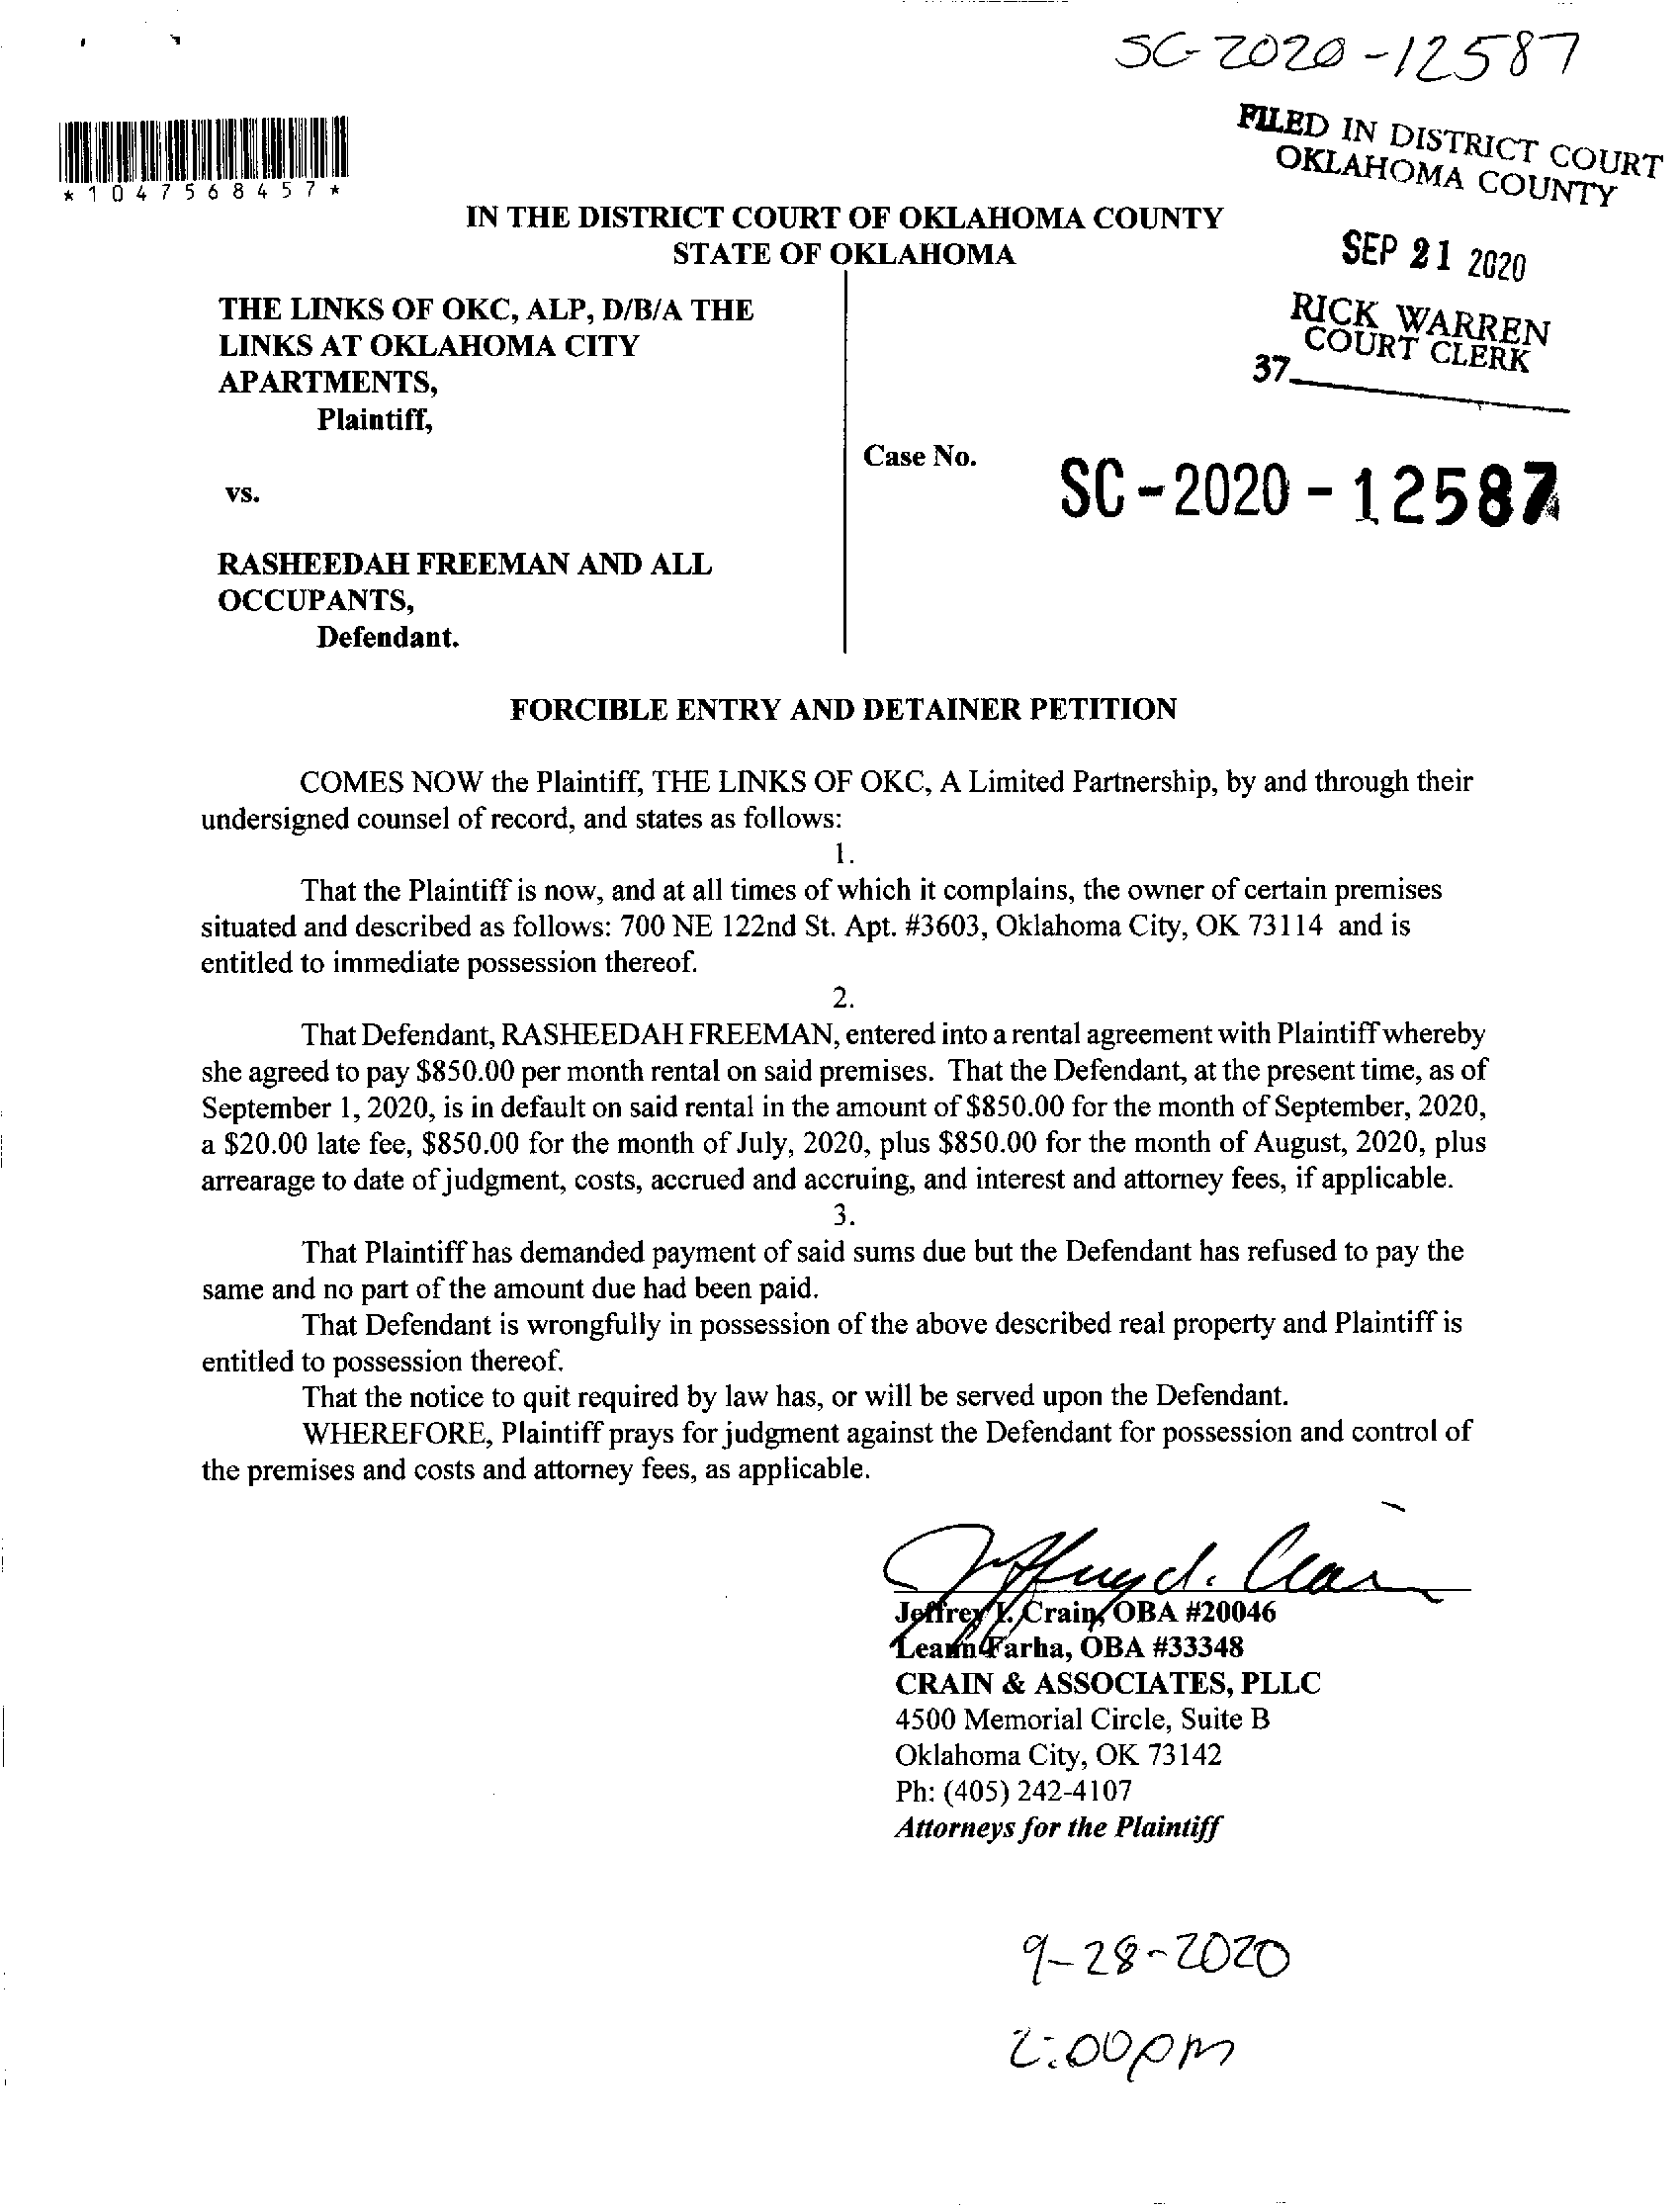 SC-2020-12587
FILED IN DISTRICT COURT
OKLAHOMA COUNTY
*1047568457*
IN THE DISTRICT COURT OF OKLAHOMA COUNTY
STATE OF OKLAHOMA
SEP 21 2020
RICK WARREN
COURT CLERK
37
THE LINKS OF OKC, ALP, D/B/A THE
LINKS AT OKLAHOMA CITY
APARTMENTS,
Plaintiff,
Case No.
SC-2020-12587
vs.
RASHEEDAH FREEMAN AND ALL
OCCUPANTS,
Defendant.
FORCIBLE ENTRY AND DETAINER PETITION
COMES NOW the Plaintiff, THE LINKS OF OKC, A Limited Partnership, by and through their
undersigned counsel of record, and states as follows:
1.
That the Plaintiff is now, and at all times of which it complains, the owner of certain premises
situated and described as follows: 700 NE 122nd St. Apt. #3603, Oklahoma City, OK 73114 and is
entitled to immediate possession thereof.
2.
That Defendant, RASHEEDAH FREEMAN, entered into a rental agreement with Plaintiff whereby
she agreed to pay $850.00 per month rental on said premises. That the Defendant, at the present time, as of
September 1, 2020, is in default on said rental in the amount of $850.00 for the month of September, 2020,
a $20.00 late fee, $850.00 for the month of July, 2020, plus $850.00 for the month of August, 2020, plus
arrearage to date of judgment, costs, accrued and accruing, and interest and attorney fees, if applicable.
3.
That Plaintiff has demanded payment of said sums due but the Defendant has refused to pay the
same and no part of the amount due had been paid.
That Defendant is wrongfully in possession of the above described real property and Plaintiff is
entitled to possession thereof.
That the notice to quit required by law has, or will be served upon the Defendant.
WHEREFORE, Plaintiff prays for judgment against the Defendant for possession and control of
the premises and costs and attorney fees, as applicable.
Jeffrey Crain, OBA #20046
Leann Farha, OBA #33348
CRAIN & ASSOCIATES, PLLC
4500 Memorial Circle, Suite B
Oklahoma City, OK 73142
Ph: (405) 242-4107
Attorneys for the Plaintiff
9-28-2020
2:00pm